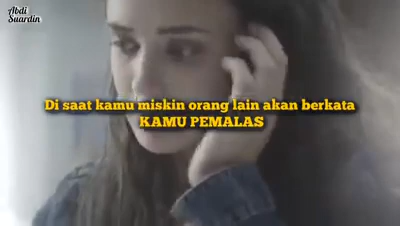 Abdi
Suardin
Di saat kamu miskin orang lain akan berkata
KAMU PEMALAS